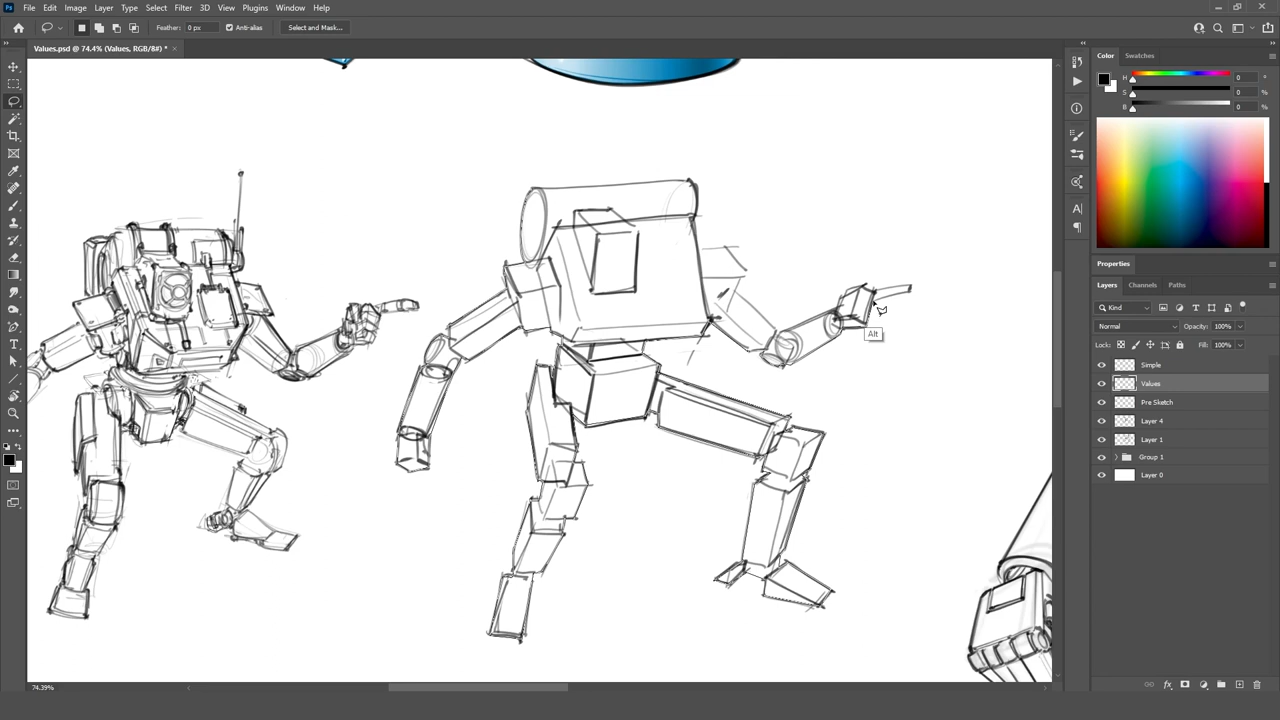 Ps File Edit Image Layer Type Select Filter 3D View Plugins Window Help
Feather: 0 px Anti-alias Select and Mask...
Values.psd @ 74.4% (Values, RGB/8#) * ×
Color Swatches
H 0 °
S 0 %
B 0 %
Alt
Properties
Layers Channels Paths
Kind
Normal Opacity: 100%
Lock: Fill: 100%
Simple
Values
Pre Sketch
Layer 4
Layer 1
Group 1
Layer 0
74.39%